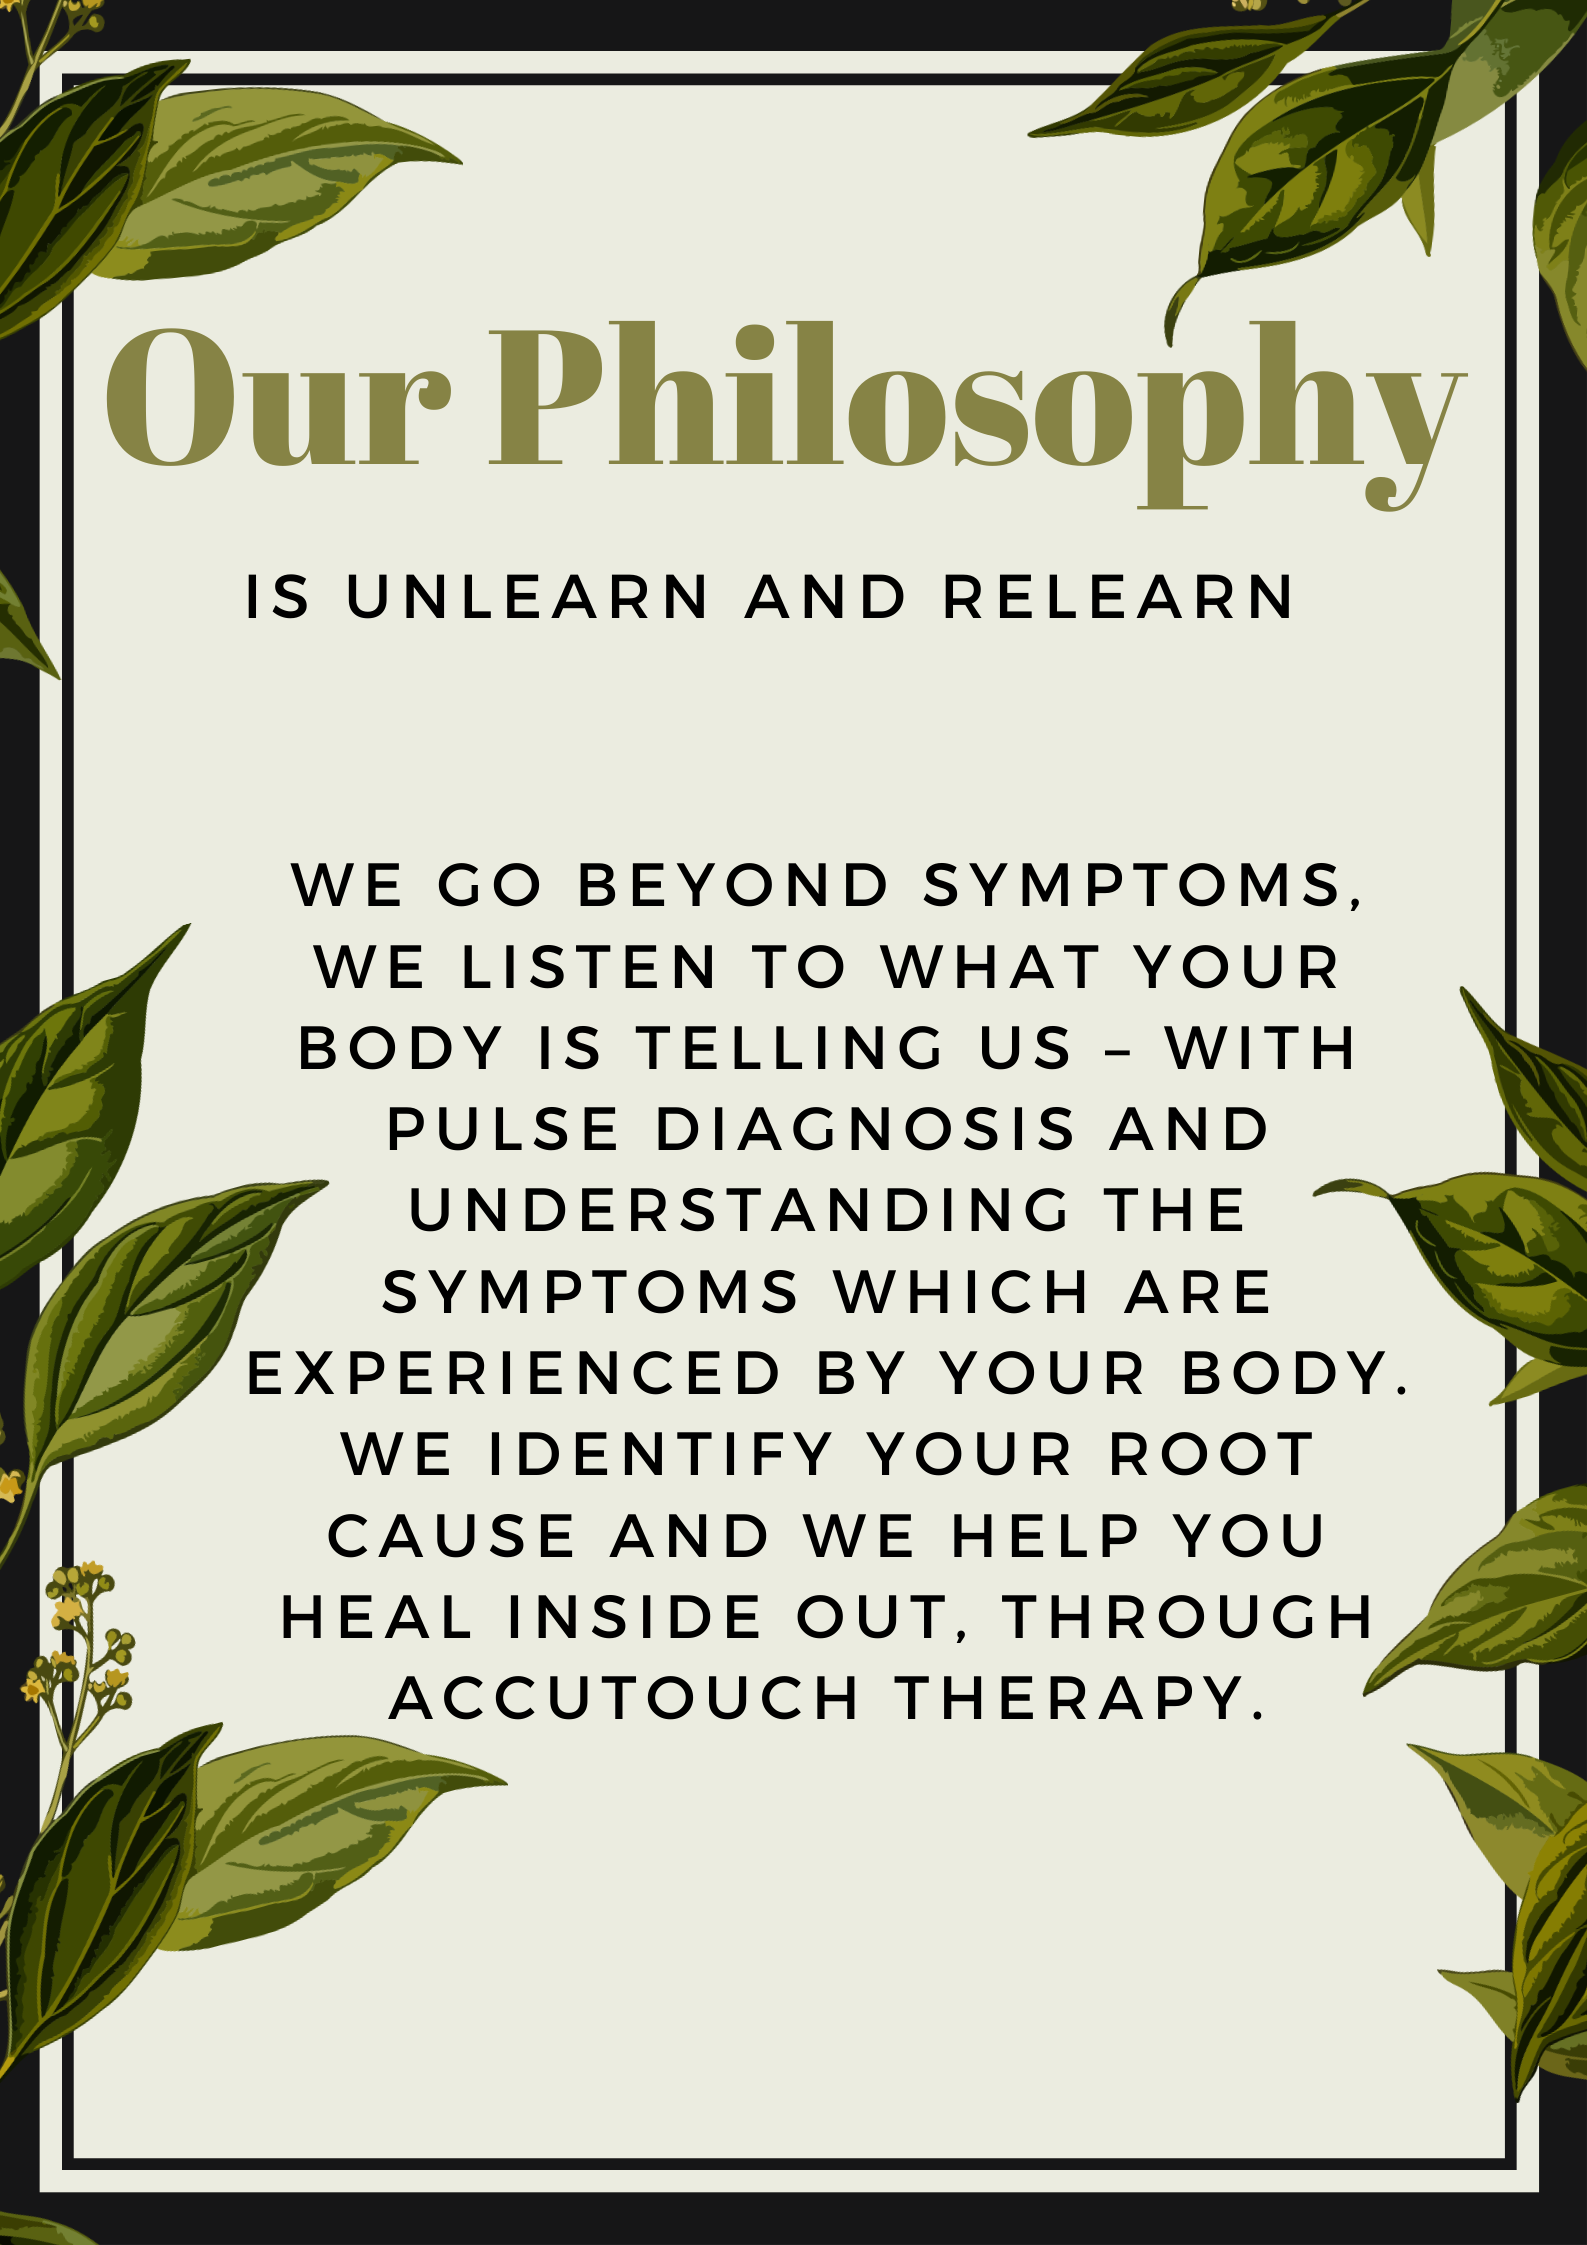 Our Philosophy
IS UNLEARN AND RELEARN
WE GO BEYOND SYMPTOMS,
WE LISTEN TO WHAT YOUR
BODY IS TELLING US – WITH
PULSE DIAGNOSIS AND
UNDERSTANDING THE
SYMPTOMS WHICH ARE
EXPERIENCED BY YOUR BODY.
WE IDENTIFY YOUR ROOT
CAUSE AND WE HELP YOU
HEAL INSIDE OUT, THROUGH
ACCUTOUCH THERAPY.